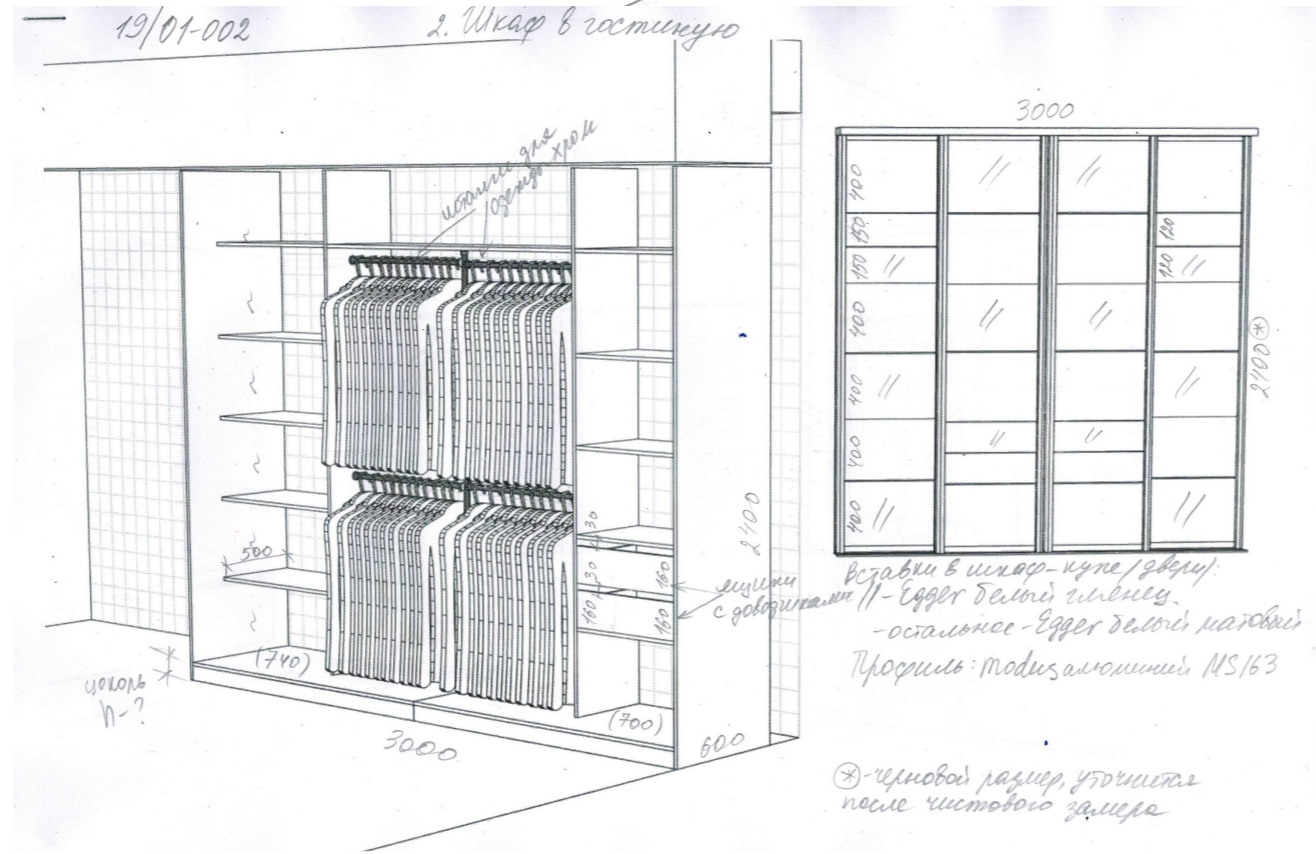 19/01-002
2. Шкаф в гостиную
штанги для
одежды хром
3000
400
150
150
400
400
400
400
120
120
2400 *
500
30
30
160
160
160
2400
ящики
с доводчиками
(740)
(700)
цоколь
h-?
3000
600
Вставки в шкаф-купе/двери/:
// - Egger белый глянец
- остальное - Egger белый матовый
Профиль: modus алюминий MS163
* - черновой размер, уточнится
после чистового замера